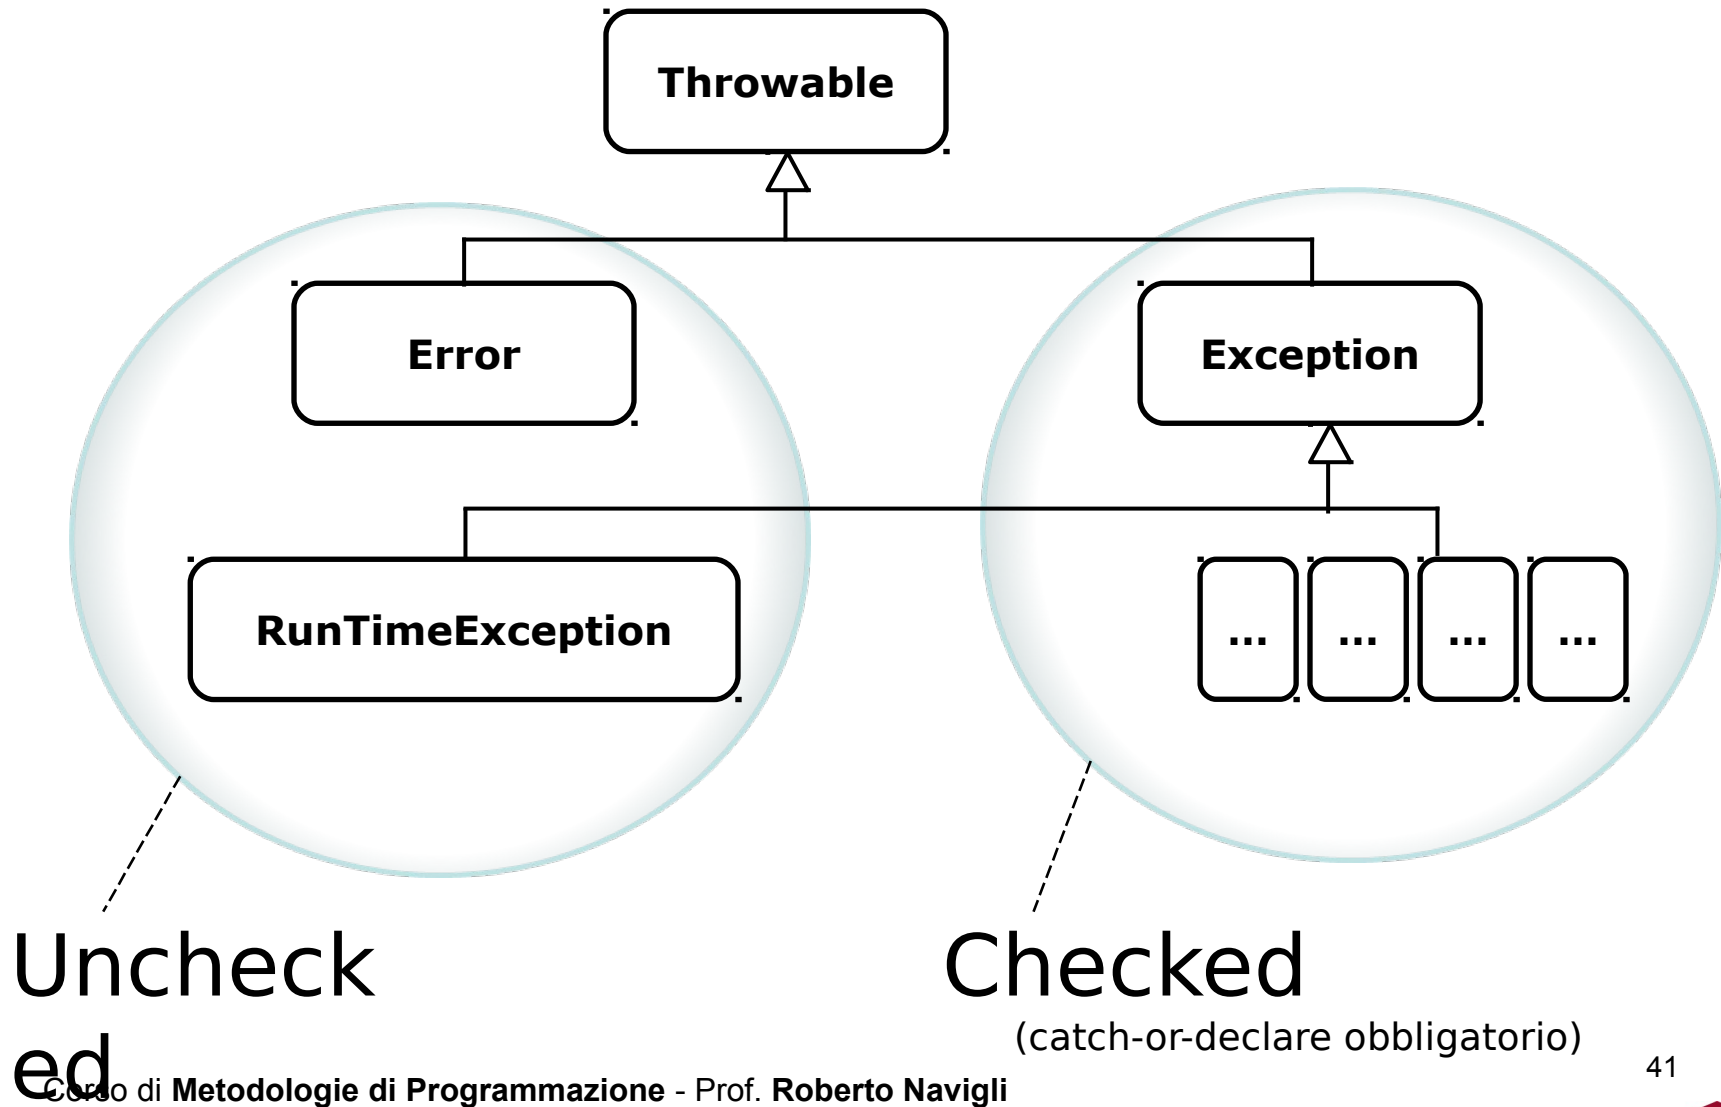 Throwable
Error
Exception
RunTimeException
... ... ... ...
Uncheck
ed
Checked
(catch-or-declare obbligatorio)
41
Corso di Metodologie di Programmazione - Prof. Roberto Navigli